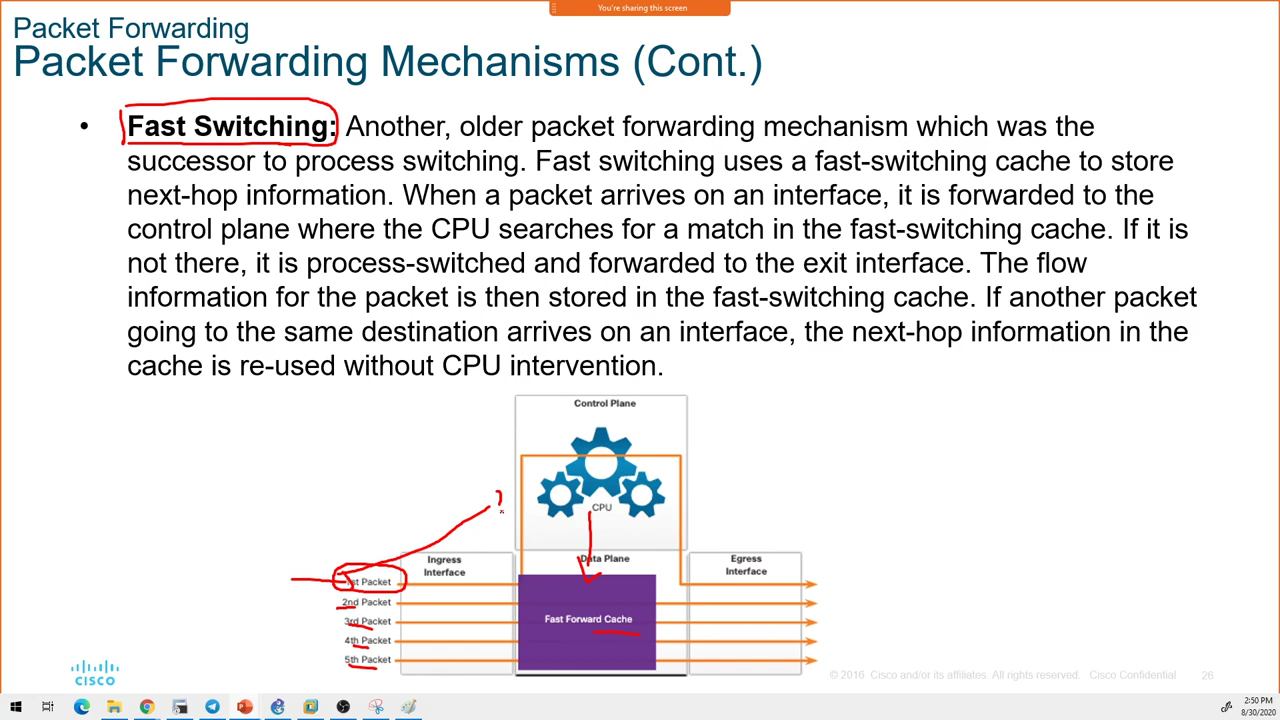 You're sharing this screen
Packet Forwarding
Packet Forwarding Mechanisms (Cont.)
• Fast Switching: Another, older packet forwarding mechanism which was the
successor to process switching. Fast switching uses a fast-switching cache to store
next-hop information. When a packet arrives on an interface, it is forwarded to the
control plane where the CPU searches for a match in the fast-switching cache. If it is
not there, it is process-switched and forwarded to the exit interface. The flow
information for the packet is then stored in the fast-switching cache. If another packet
going to the same destination arrives on an interface, the next-hop information in the
cache is re-used without CPU intervention.
Control Plane
CPU
Ingress
Interface
Data Plane
Egress
Interface
1st Packet
2nd Packet
3rd Packet
4th Packet
5th Packet
Fast Forward Cache
?
CISCO
© 2016 Cisco and/or its affiliates. All rights reserved. Cisco Confidential 26
2:50 PM
8/30/2020